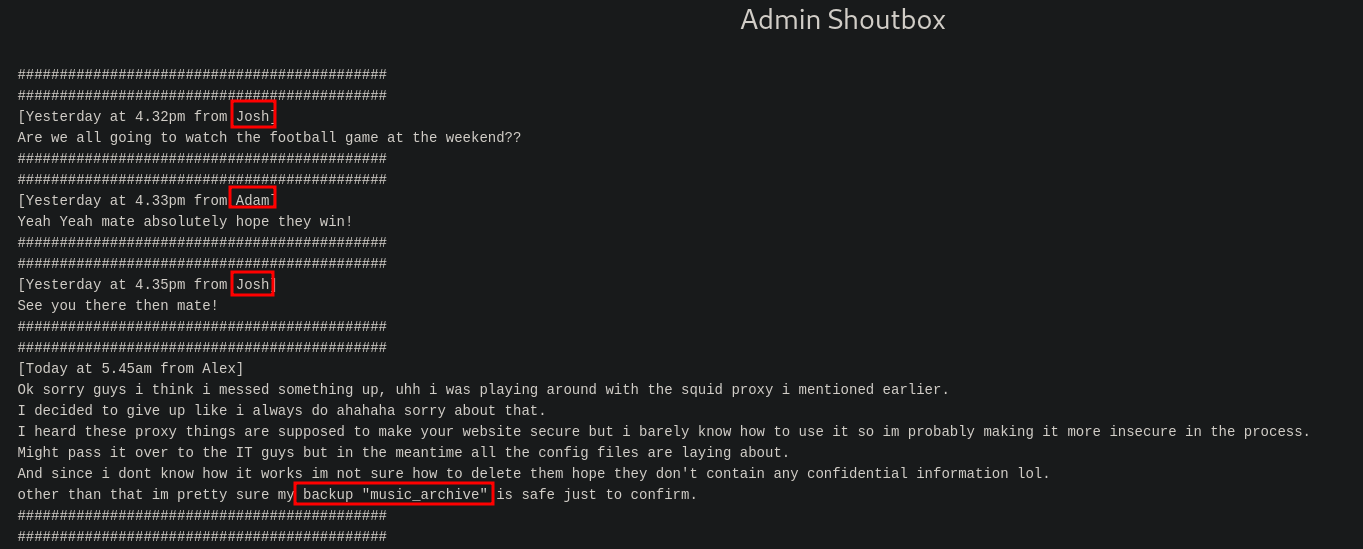 Admin Shoutbox
############################################
############################################
[Yesterday at 4.32pm from Josh]
Are we all going to watch the football game at the weekend??
############################################
############################################
[Yesterday at 4.33pm from Adam]
Yeah Yeah mate absolutely hope they win!
############################################
############################################
[Yesterday at 4.35pm from Josh]
See you there then mate!
############################################
############################################
[Today at 5.45am from Alex]
Ok sorry guys i think i messed something up, uhh i was playing around with the squid proxy i mentioned earlier.
I decided to give up like i always do ahahaha sorry about that.
I heard these proxy things are supposed to make your website secure but i barely know how to use it so im probably making it more insecure in the process.
Might pass it over to the IT guys but in the meantime all the config files are laying about.
And since i dont know how it works im not sure how to delete them hope they don't contain any confidential information lol.
other than that im pretty sure my backup "music_archive" is safe just to confirm.
############################################
############################################